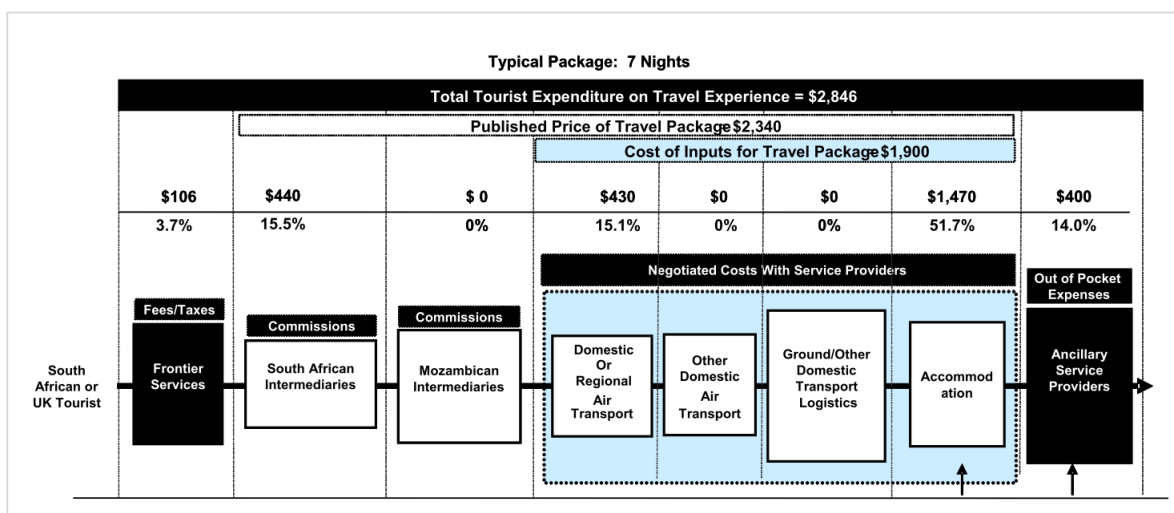 Typical Package: 7 Nights
Total Tourist Expenditure on Travel Experience = $2,846
Published Price of Travel Package=$2,340
Cost of Inputs for Travel Package=$1,900
$106 $440 $ 0 $430 $0 $0 $1,470 $400
3.7% 15.5% 0% 15.1% 0% 0% 51.7% 14.0%
Negotiated Costs With Service Providers
Out of Pocket
Expenses
Fees/Taxes
Commissions
Commissions
South
African or
UK Tourist
Frontier
Services
South African
Intermediaries
Mozambican
Intermediaries
Domestic
Or
Regional
Air
Transport
Other
Domestic
Air
Transport
Ground/Other
Domestic
Transport
Logistics
Accommod
ation
Ancillary
Service
Providers